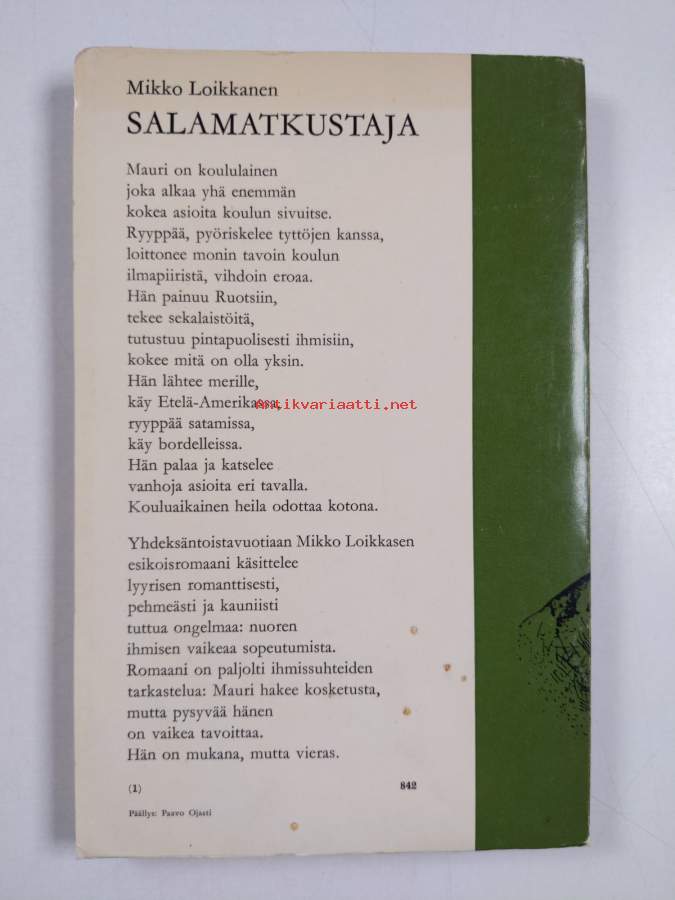 Mikko Loikkanen
SALAMATKUSTAJA
Mauri on koululainen
joka alkaa yhä enemmän
kokea asioita koulun sivuitse.
Ryyppää, pyöriskelee tyttöjen kanssa,
loittonee monin tavoin koulun
ilmapiiristä, vihdoin eroaa.
Hän painuu Ruotsiin,
tekee sekalaistöitä,
tutustuu pintapuolisesti ihmisiin,
kokee mitä on olla yksin.
Hän lähtee merille,
käy Etelä-Amerikassa,
Antikvariaatti.net
ryyppää satamissa,
käy bordelleissa.
Hän palaa ja katselee
vanhoja asioita eri tavalla.
Kouluaikainen heila odottaa kotona.
Yhdeksäntoistavuotiaan Mikko Loikkasen
esikoisromaani käsittelee
lyyrisen romanttisesti,
pehmeästi ja kauniisti
tuttua ongelmaa: nuoren
ihmisen vaikeaa sopeutumista.
Romaani on paljolti ihmissuhteiden
tarkastelua: Mauri hakee kosketusta,
mutta pysyvää hänen
on vaikea tavoittaa.
Hän on mukana, mutta vieras.
(1) 842
Päällys: Paavo Ojasti